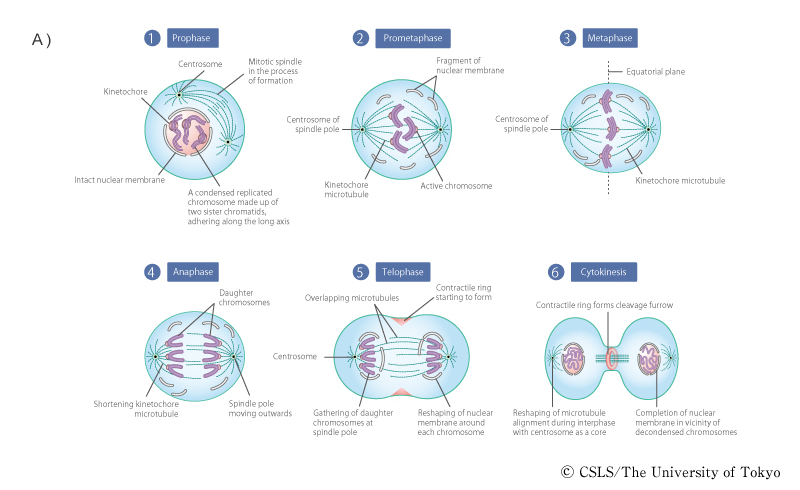 A)
1 Prophase
Centrosome
Mitotic spindle
in the process
of formation
Kinetochore
Intact nuclear membrane
A condensed replicated
chromosome made up of
two sister chromatids,
adhering along the long axis
2 Prometaphase
Fragment of
nuclear membrane
Centrosome of
spindle pole
Kinetochore
microtubule
Active chromosome
3 Metaphase
Equatorial plane
Centrosome of
spindle pole
Kinetochore microtubule
4 Anaphase
Daughter
chromosomes
Shortening kinetochore
microtubule
Spindle pole
moving outwards
5 Telophase
Overlapping microtubules
Contractile ring
starting to form
Centrosome
Gathering of daughter
chromosomes at
spindle pole
Reshaping of nuclear
membrane around
each chromosome
6 Cytokinesis
Contractile ring forms cleavage furrow
Reshaping of microtubule
alignment during interphase
with centrosome as a core
Completion of nuclear
membrane in vicinity of
decondensed chromosomes
© CSLS/The University of Tokyo